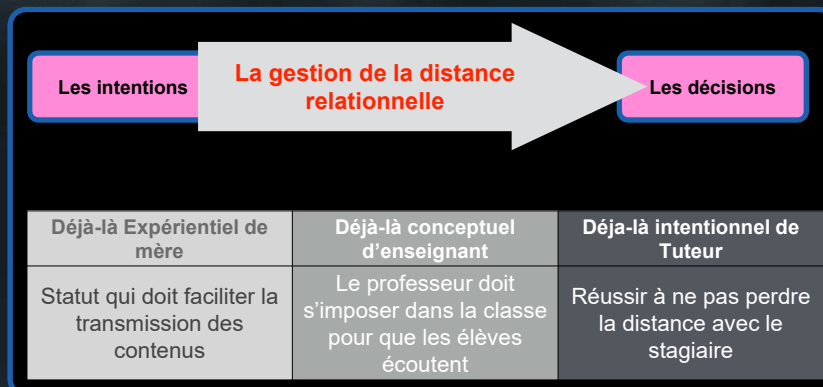 Les intentions
La gestion de la distance
relationnelle
Les décisions
Déjà-là Expérientiel de
mère
Déjà-là conceptuel
d'enseignant
Déja-là intentionnel de
Tuteur
Statut qui doit faciliter la
transmission des
contenus
Le professeur doit
s'imposer dans la classe
pour que les élèves
écoutent
Réussir à ne pas perdre
la distance avec le
stagiaire